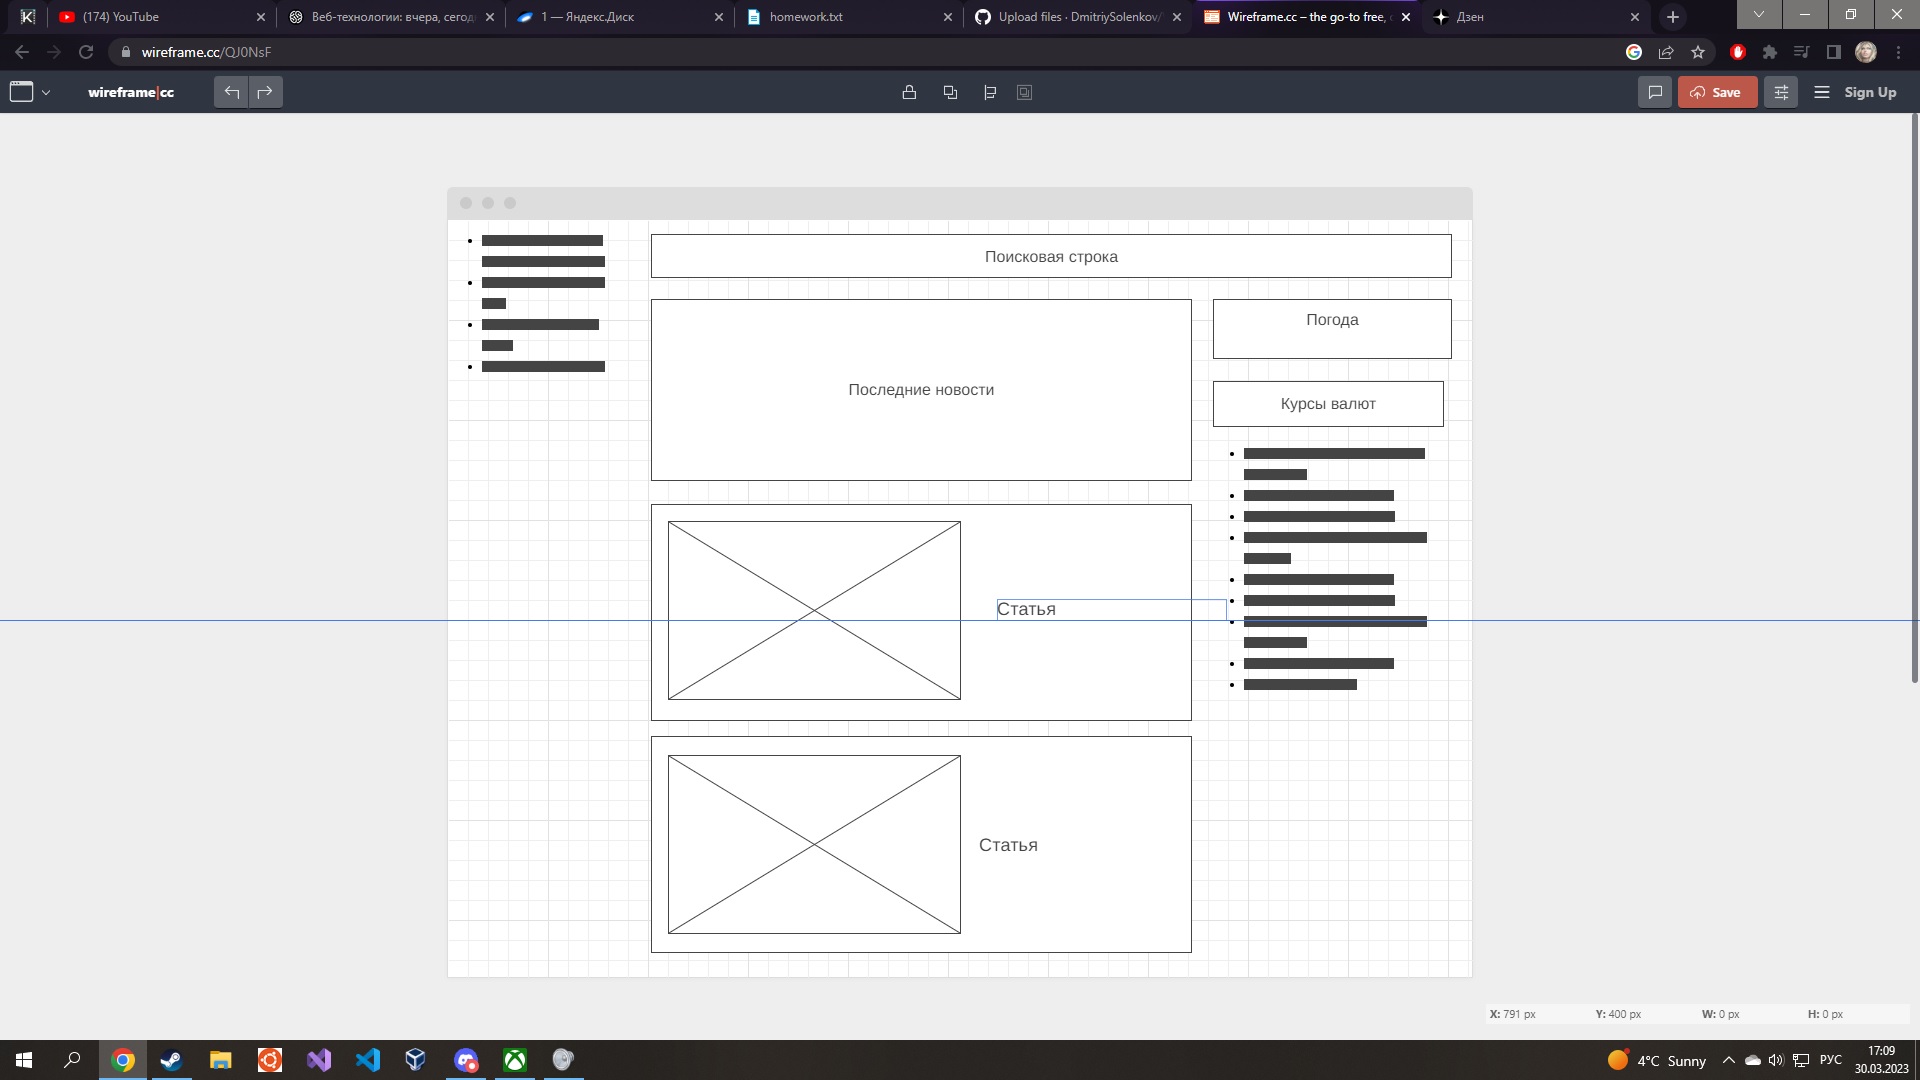 (174) YouTube
Веб-технологии: вчера, сегод
1 — Яндекс.Диск
homework.txt
Upload files · DmitriySolenkov/
Wireframe.cc – the go-to free,
Дзен
wireframe.cc/QJ0NsF
wireframe|cc
Save
Sign Up
Поисковая строка
Погода
Последние новости
Курсы валют
Статья
Статья
X: 791 px Y: 400 px W: 0 px H: 0 px
4°C Sunny
РУС
17:09
30.03.2023